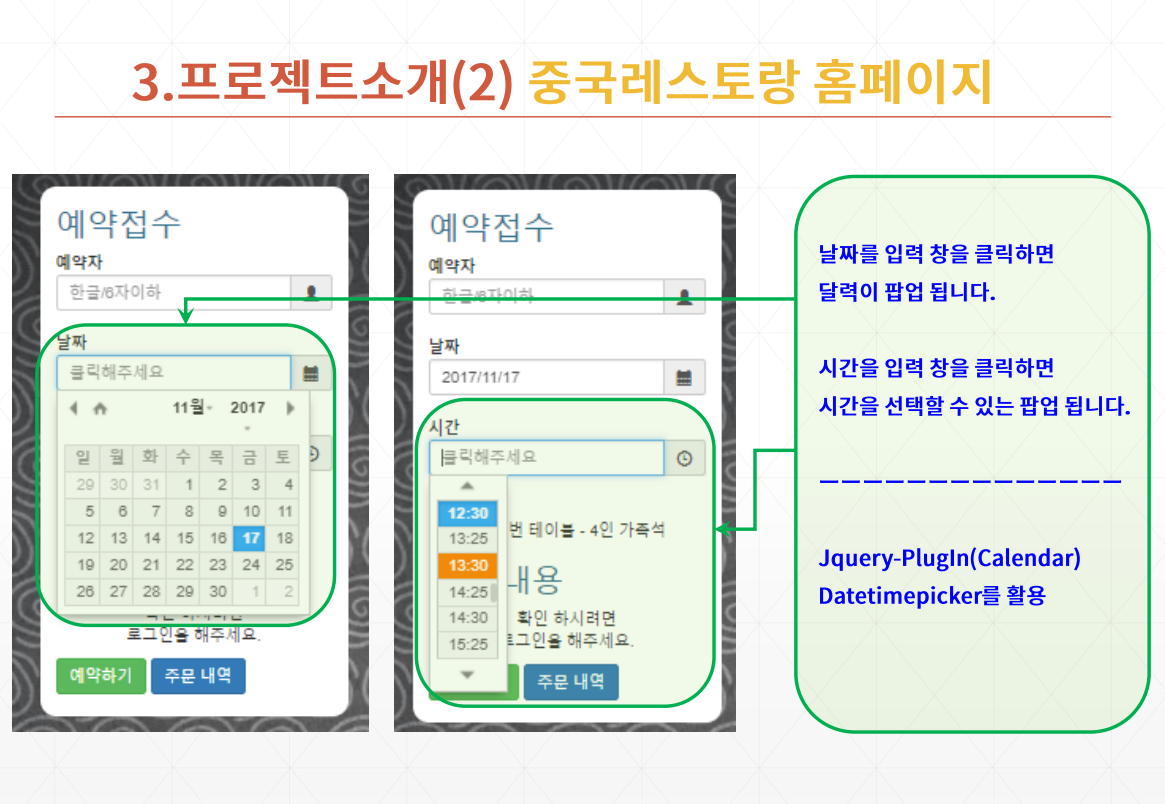 3.프로젝트소개(2) 중국레스토랑 홈페이지
예약접수
예약자
한글/6자이하
날짜
클릭해주세요
11월 2017
일 월 화 수 목 금 토
29 30 31 1 2 3 4
5 6 7 8 9 10 11
12 13 14 15 16 17 18
19 20 21 22 23 24 25
26 27 28 29 30 1 2
로그인을 해주세요.
예약하기 주문 내역
예약접수
예약자
한글/6자이하
날짜
2017/11/17
시간
클릭해주세요
12:30
13:25
13:30
14:25
14:30
15:25
번 테이블 - 4인 가족석
내용
확인 하시려면
로그인을 해주세요.
주문 내역
날짜를 입력 창을 클릭하면
달력이 팝업 됩니다.
시간을 입력 창을 클릭하면
시간을 선택할 수 있는 팝업 됩니다.
ㅡㅡㅡㅡㅡㅡㅡㅡㅡㅡㅡㅡㅡㅡ
Jquery-PlugIn(Calendar)
Datetimepicker를 활용